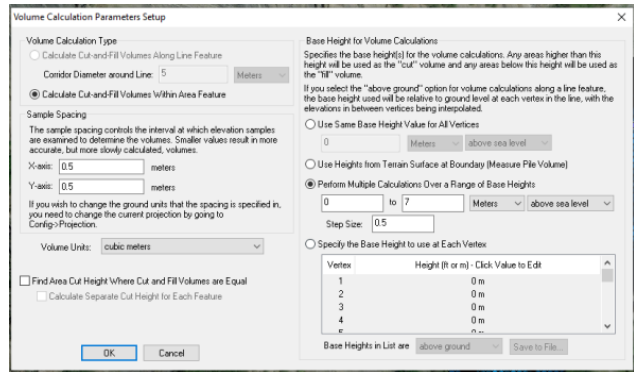 Volume Calculation Parameters Setup
Volume Calculation Type
Calculate Cut-and-Fill Volumes Along Line Feature
Corridor Diameter around Line: 5 Meters
Calculate Cut-and-Fill Volumes Within Area Feature
Sample Spacing
The sample spacing controls the interval at which elevation samples
are examined to determine the volumes. Smaller values result in more
accurate, but more slowly calculated, volumes.
X-axis: 0.5 meters
Y-axis: 0.5 meters
If you wish to change the ground units that the spacing is specified in,
you need to change the current projection by going to
Config->Projection.
Volume Units: cubic meters
Find Area Cut Height Where Cut and Fill Volumes are Equal
Calculate Separate Cut Height for Each Feature
OK Cancel
Base Height for Volume Calculations
Specifies the base height(s) for the volume calculations. Any areas higher than this
height will be used as the "cut" volume and any areas below this height will be used as
the "fill" volume.
If you select the "above ground" option for volume calculations along a line feature,
the base height used will be relative to ground level at each vertex in the line, with the
elevations in between vertices being interpolated.
Use Same Base Height Value for All Vertices
0 Meters above sea level
Use Heights from Terrain Surface at Boundary (Measure Pile Volume)
Perform Multiple Calculations Over a Range of Base Heights
0 to 7 Meters above sea level
Step Size: 0.5
Specify the Base Height to use at Each Vertex
Vertex Height (ft or m) - Click Value to Edit
1 0 m
2 0 m
3 0 m
4 0 m
Base Heights in List are above ground Save to File...